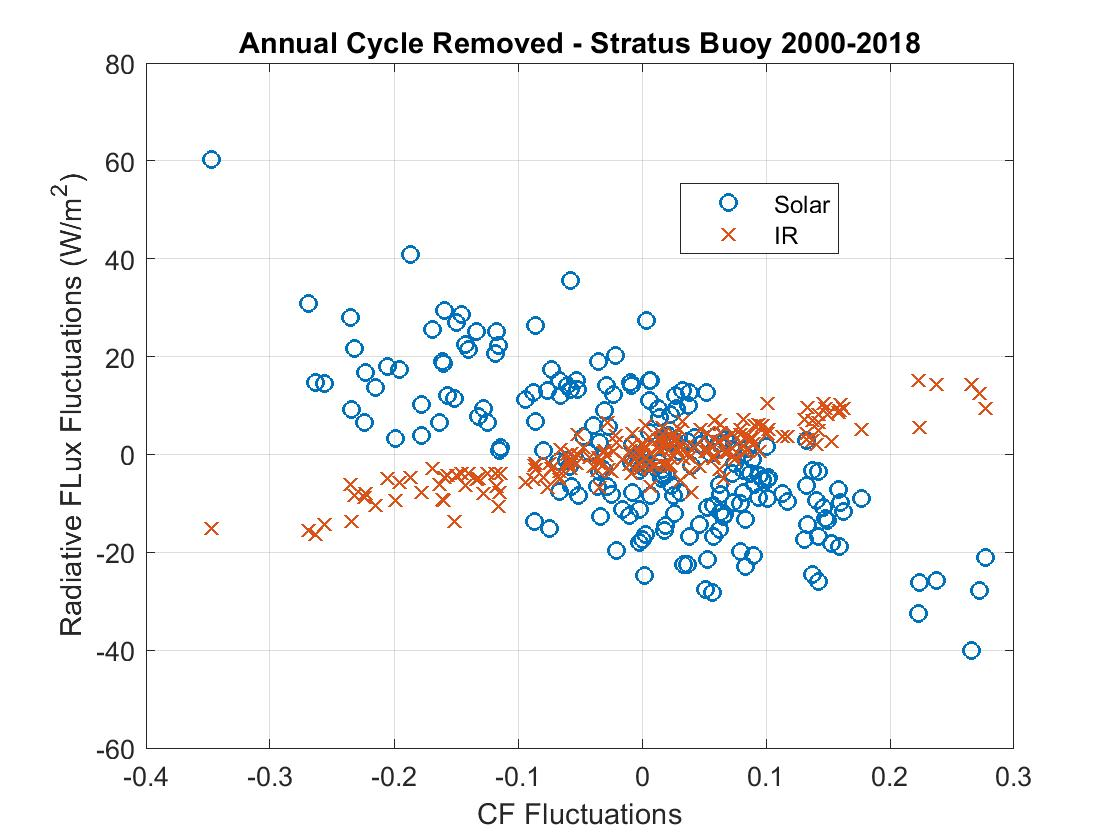 Annual Cycle Removed - Stratus Buoy 2000-2018
80
60
40
20
0
-20
-40
-60
Radiative FLux Fluctuations (W/m²)
Solar
IR
-0.4 -0.3 -0.2 -0.1 0 0.1 0.2 0.3
CF Fluctuations